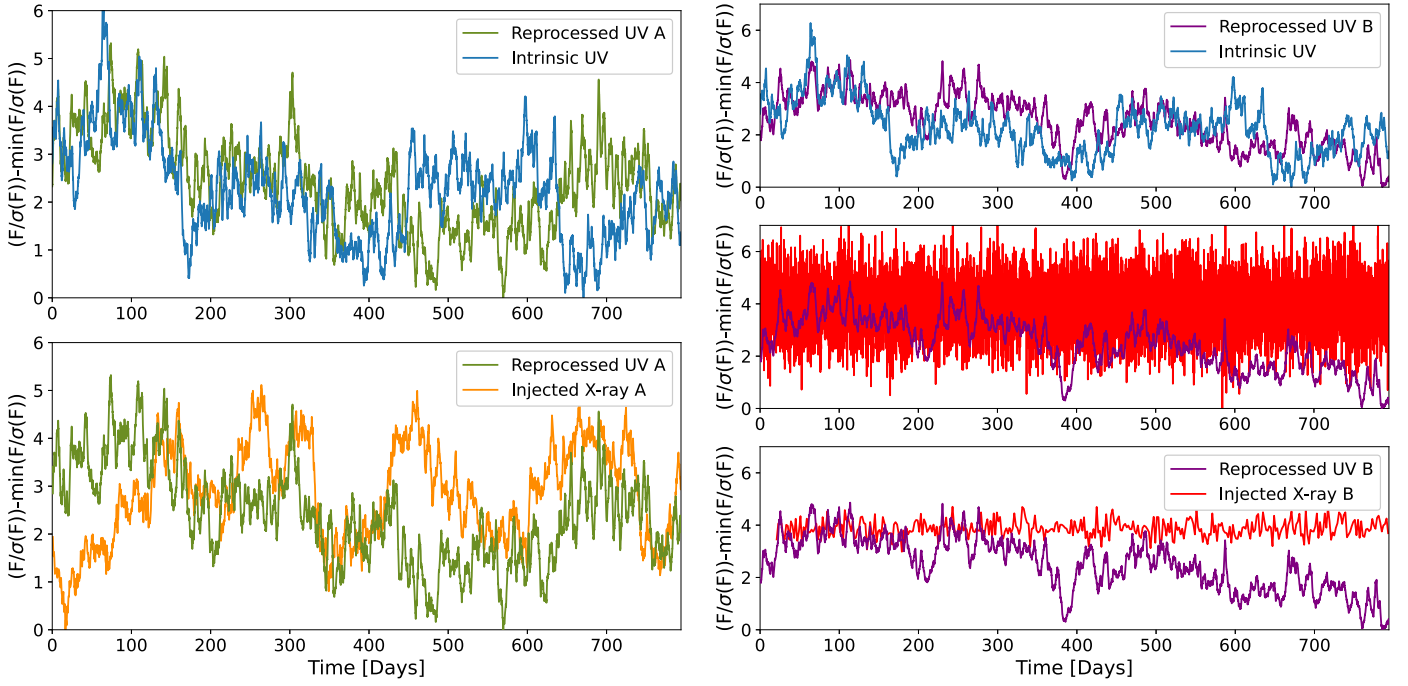 (F/σ(F))-min(F/σ(F))
6
5
4
3
2
1
0
Reprocessed UV A
Intrinsic UV
0 100 200 300 400 500 600 700
(F/σ(F))-min(F/σ(F))
6
5
4
3
2
1
0
Reprocessed UV A
Injected X-ray A
0 100 200 300 400 500 600 700
Time [Days]
(F/σ(F))-min(F/σ(F))
6
4
2
0
Reprocessed UV B
Intrinsic UV
0 100 200 300 400 500 600 700
(F/σ(F))-min(F/σ(F))
6
4
2
0
0 100 200 300 400 500 600 700
(F/σ(F))-min(F/σ(F))
6
4
2
0
Reprocessed UV B
Injected X-ray B
0 100 200 300 400 500 600 700
Time [Days]